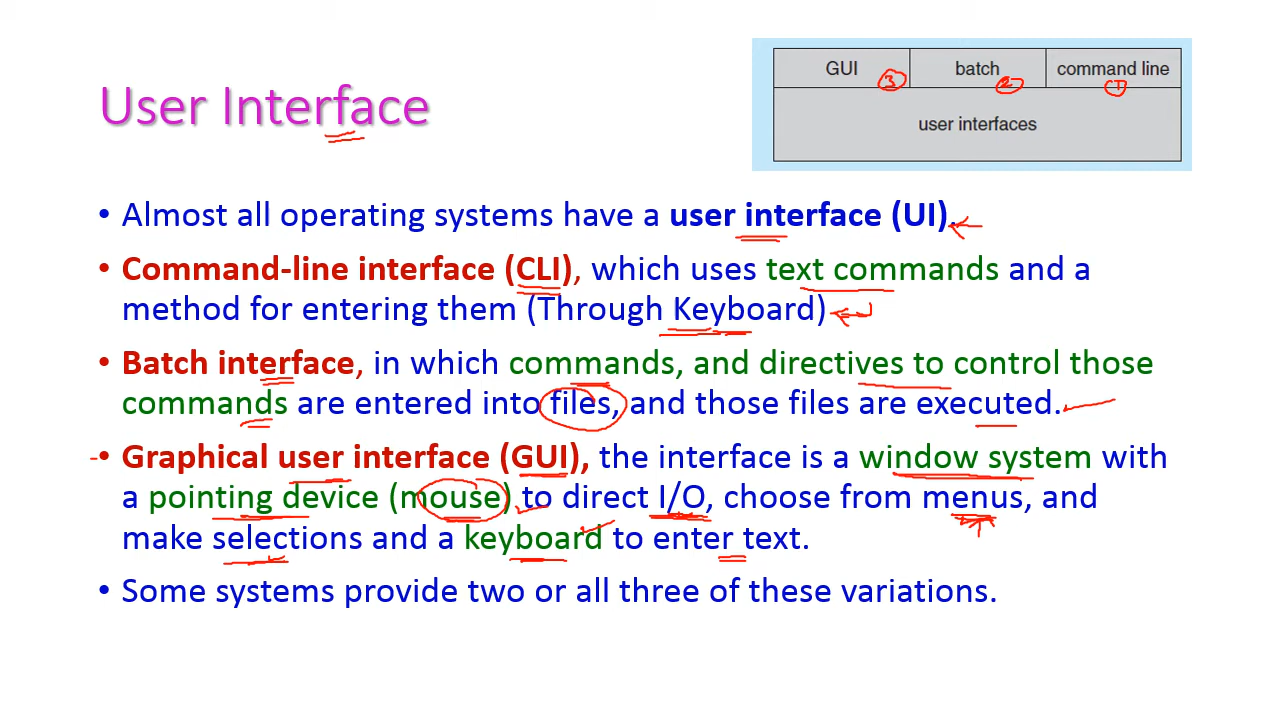 GUI batch command line
3 2 1
user interfaces
User Interface
• Almost all operating systems have a user interface (UI).
• Command-line interface (CLI), which uses text commands and a
method for entering them (Through Keyboard)
• Batch interface, in which commands, and directives to control those
commands are entered into files, and those files are executed.
• Graphical user interface (GUI), the interface is a window system with
a pointing device (mouse) to direct I/O, choose from menus, and
make selections and a keyboard to enter text.
• Some systems provide two or all three of these variations.